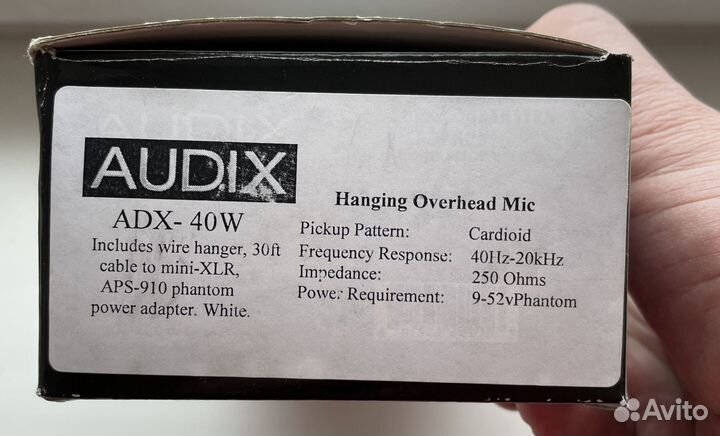 AUDIX
ADX- 40W
Includes wire hanger, 30ft
cable to mini-XLR,
APS-910 phantom
power adapter. White.
Hanging Overhead Mic
Pickup Pattern: Cardioid
Frequency Response: 40Hz-20kHz
Impedance: 250 Ohms
Power Requirement: 9-52vPhantom
Avito